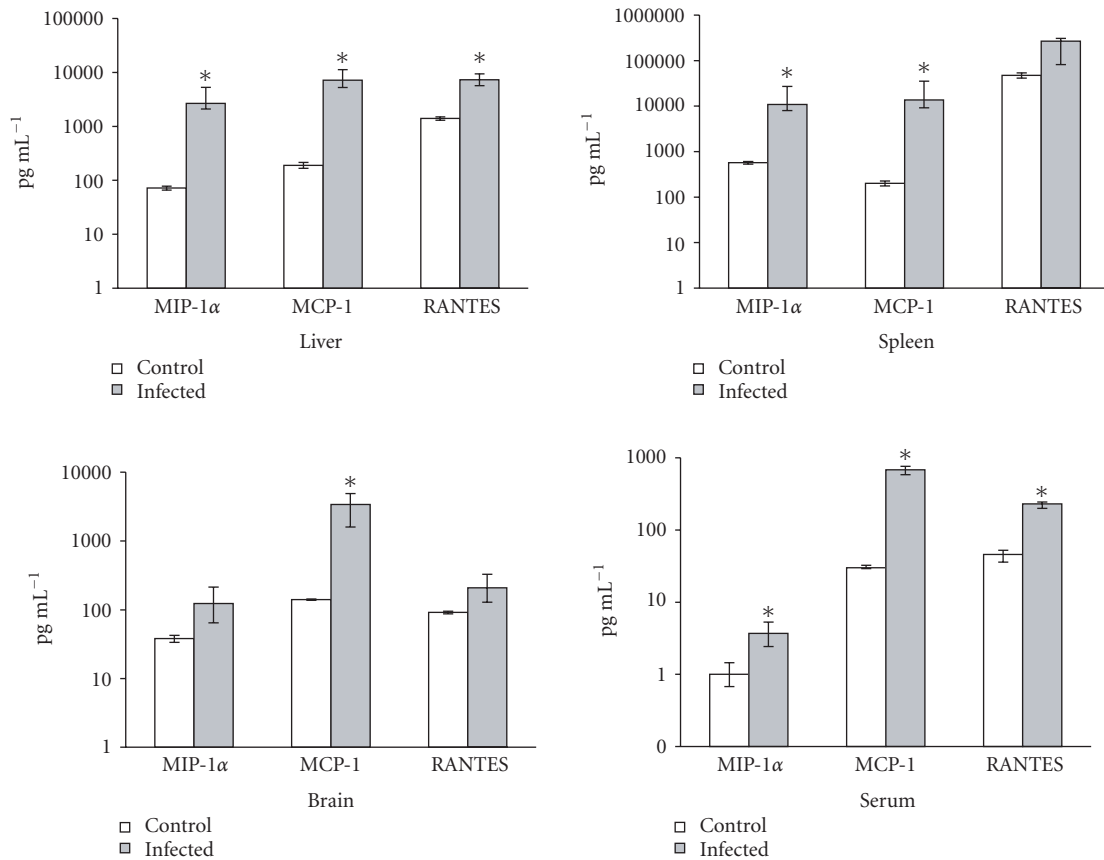 100000
10000
1000
100
10
1
pg mL⁻¹
* * *
MIP-1α MCP-1 RANTES
Liver
Control
Infected
1000000
100000
10000
1000
100
10
1
pg mL⁻¹
* *
MIP-1α MCP-1 RANTES
Spleen
Control
Infected
10000
1000
100
10
1
pg mL⁻¹
*
MIP-1α MCP-1 RANTES
Brain
Control
Infected
1000
100
10
1
0
pg mL⁻¹
* * *
MIP-1α MCP-1 RANTES
Serum
Control
Infected